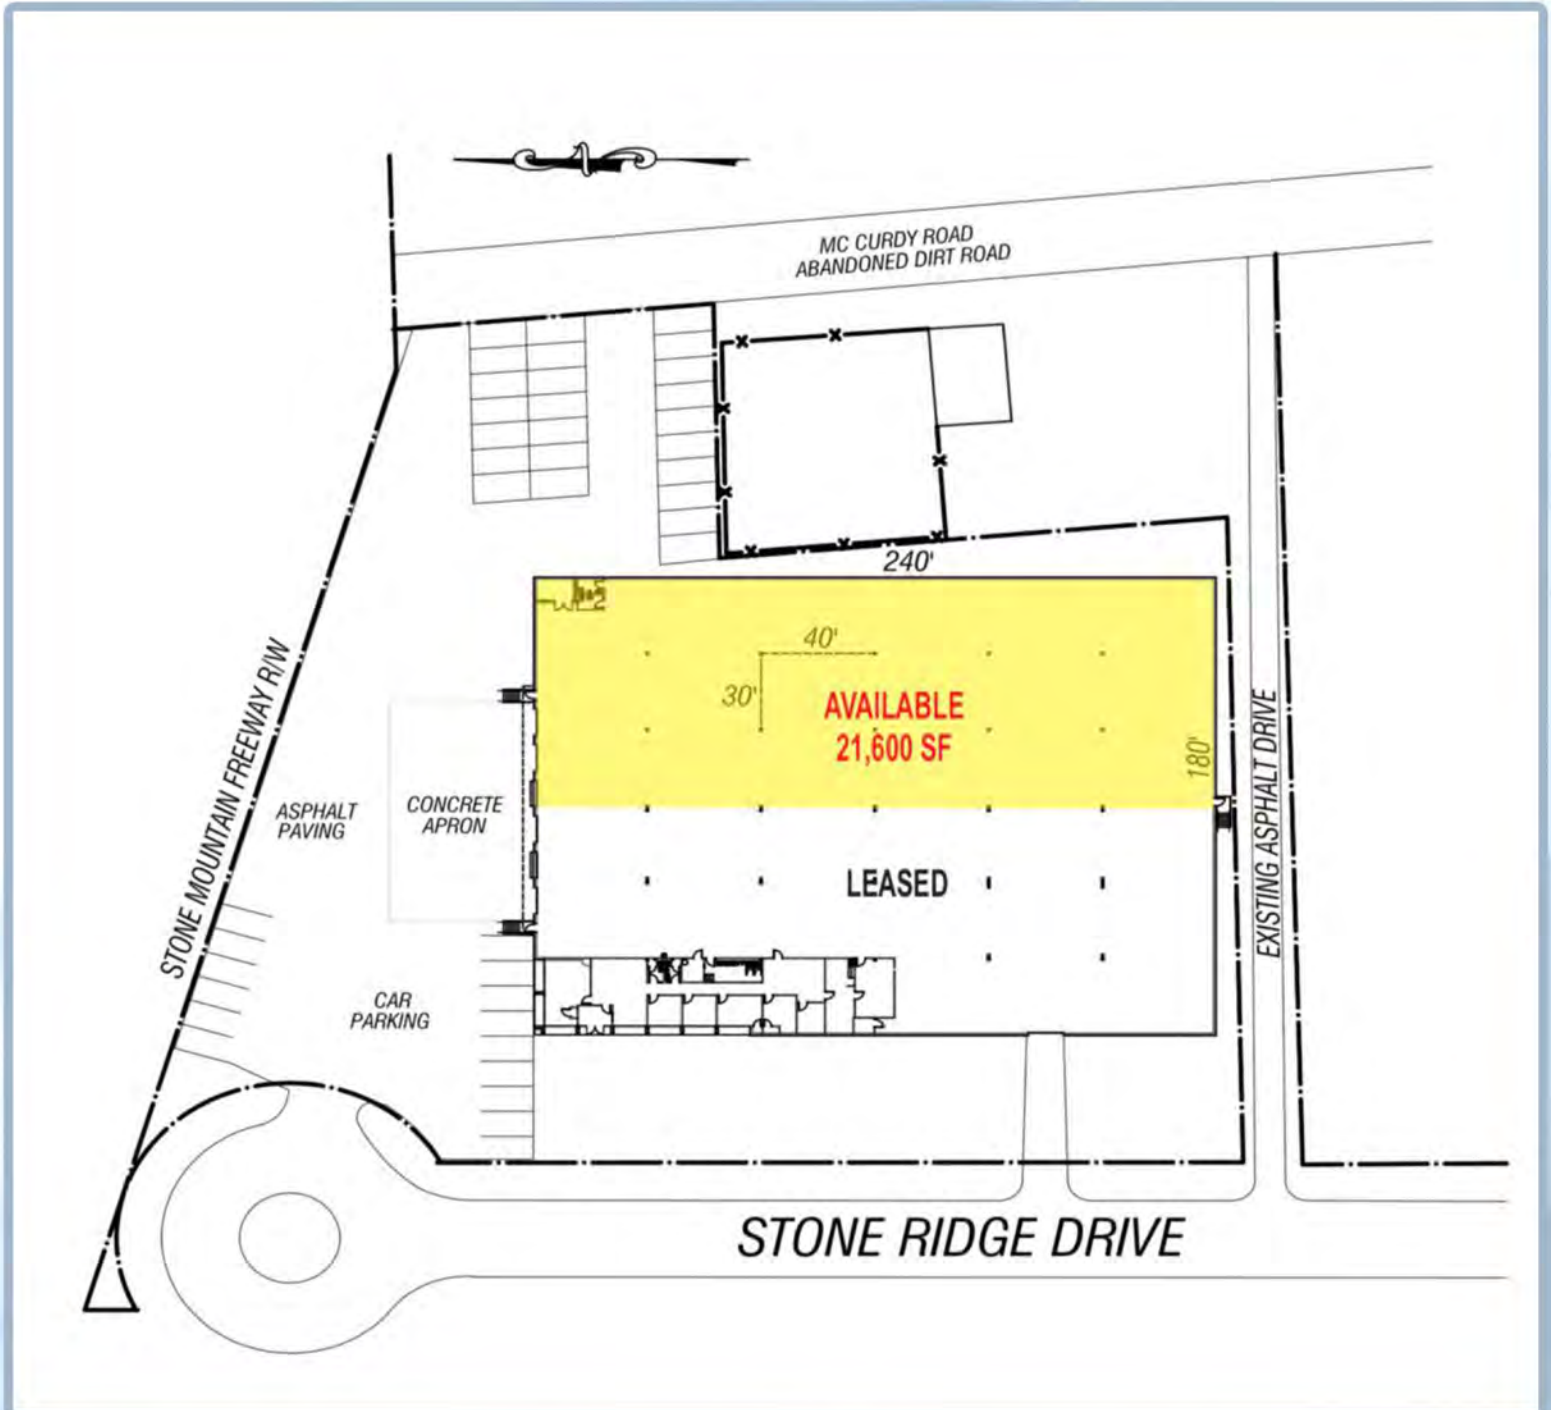 MC CURDY ROAD
ABANDONED DIRT ROAD
240'
40'
30'
AVAILABLE
21,600 SF
180'
STONE MOUNTAIN FREEWAY R/W
ASPHALT
PAVING
CONCRETE
APRON
EXISTING ASPHALT DRIVE
LEASED
CAR
PARKING
STONE RIDGE DRIVE